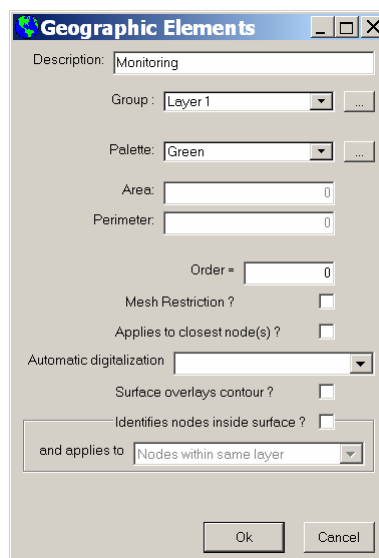 Geographic Elements
Description: Monitoring
Group : Layer 1 ...
Palette: Green ...
Area: 0
Perimeter: 0
Order = 0
Mesh Restriction ?
Applies to closest node(s) ?
Automatic digitalization
Surface overlays contour ?
Identifies nodes inside surface ?
and applies to Nodes within same layer
Ok Cancel